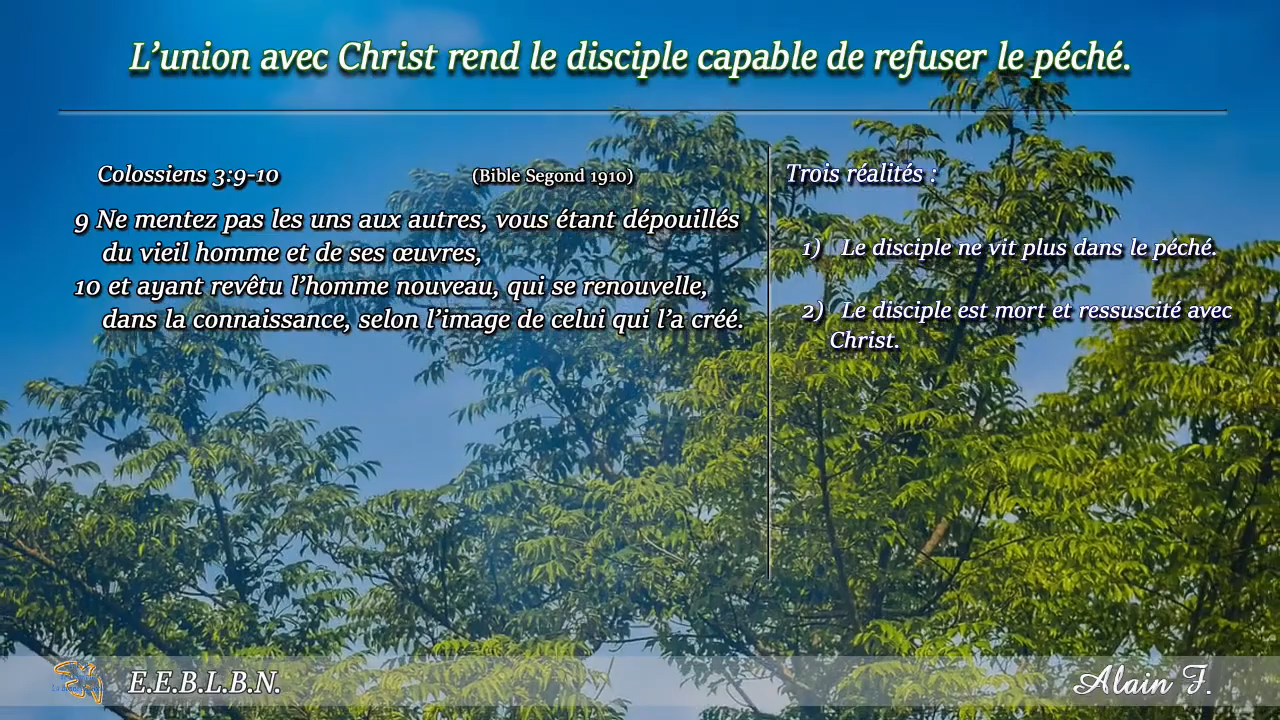 L’union avec Christ rend le disciple capable de refuser le péché.
Colossiens 3:9-10 (Bible Segond 1910)
9 Ne mentez pas les uns aux autres, vous étant dépouillés
du vieil homme et de ses œuvres,
10 et ayant revêtu l’homme nouveau, qui se renouvelle,
dans la connaissance, selon l’image de celui qui l’a créé.
Trois réalités :
1) Le disciple ne vit plus dans le péché.
2) Le disciple est mort et ressuscité avec
Christ.
E.E.B.L.B.N.
Alain F.